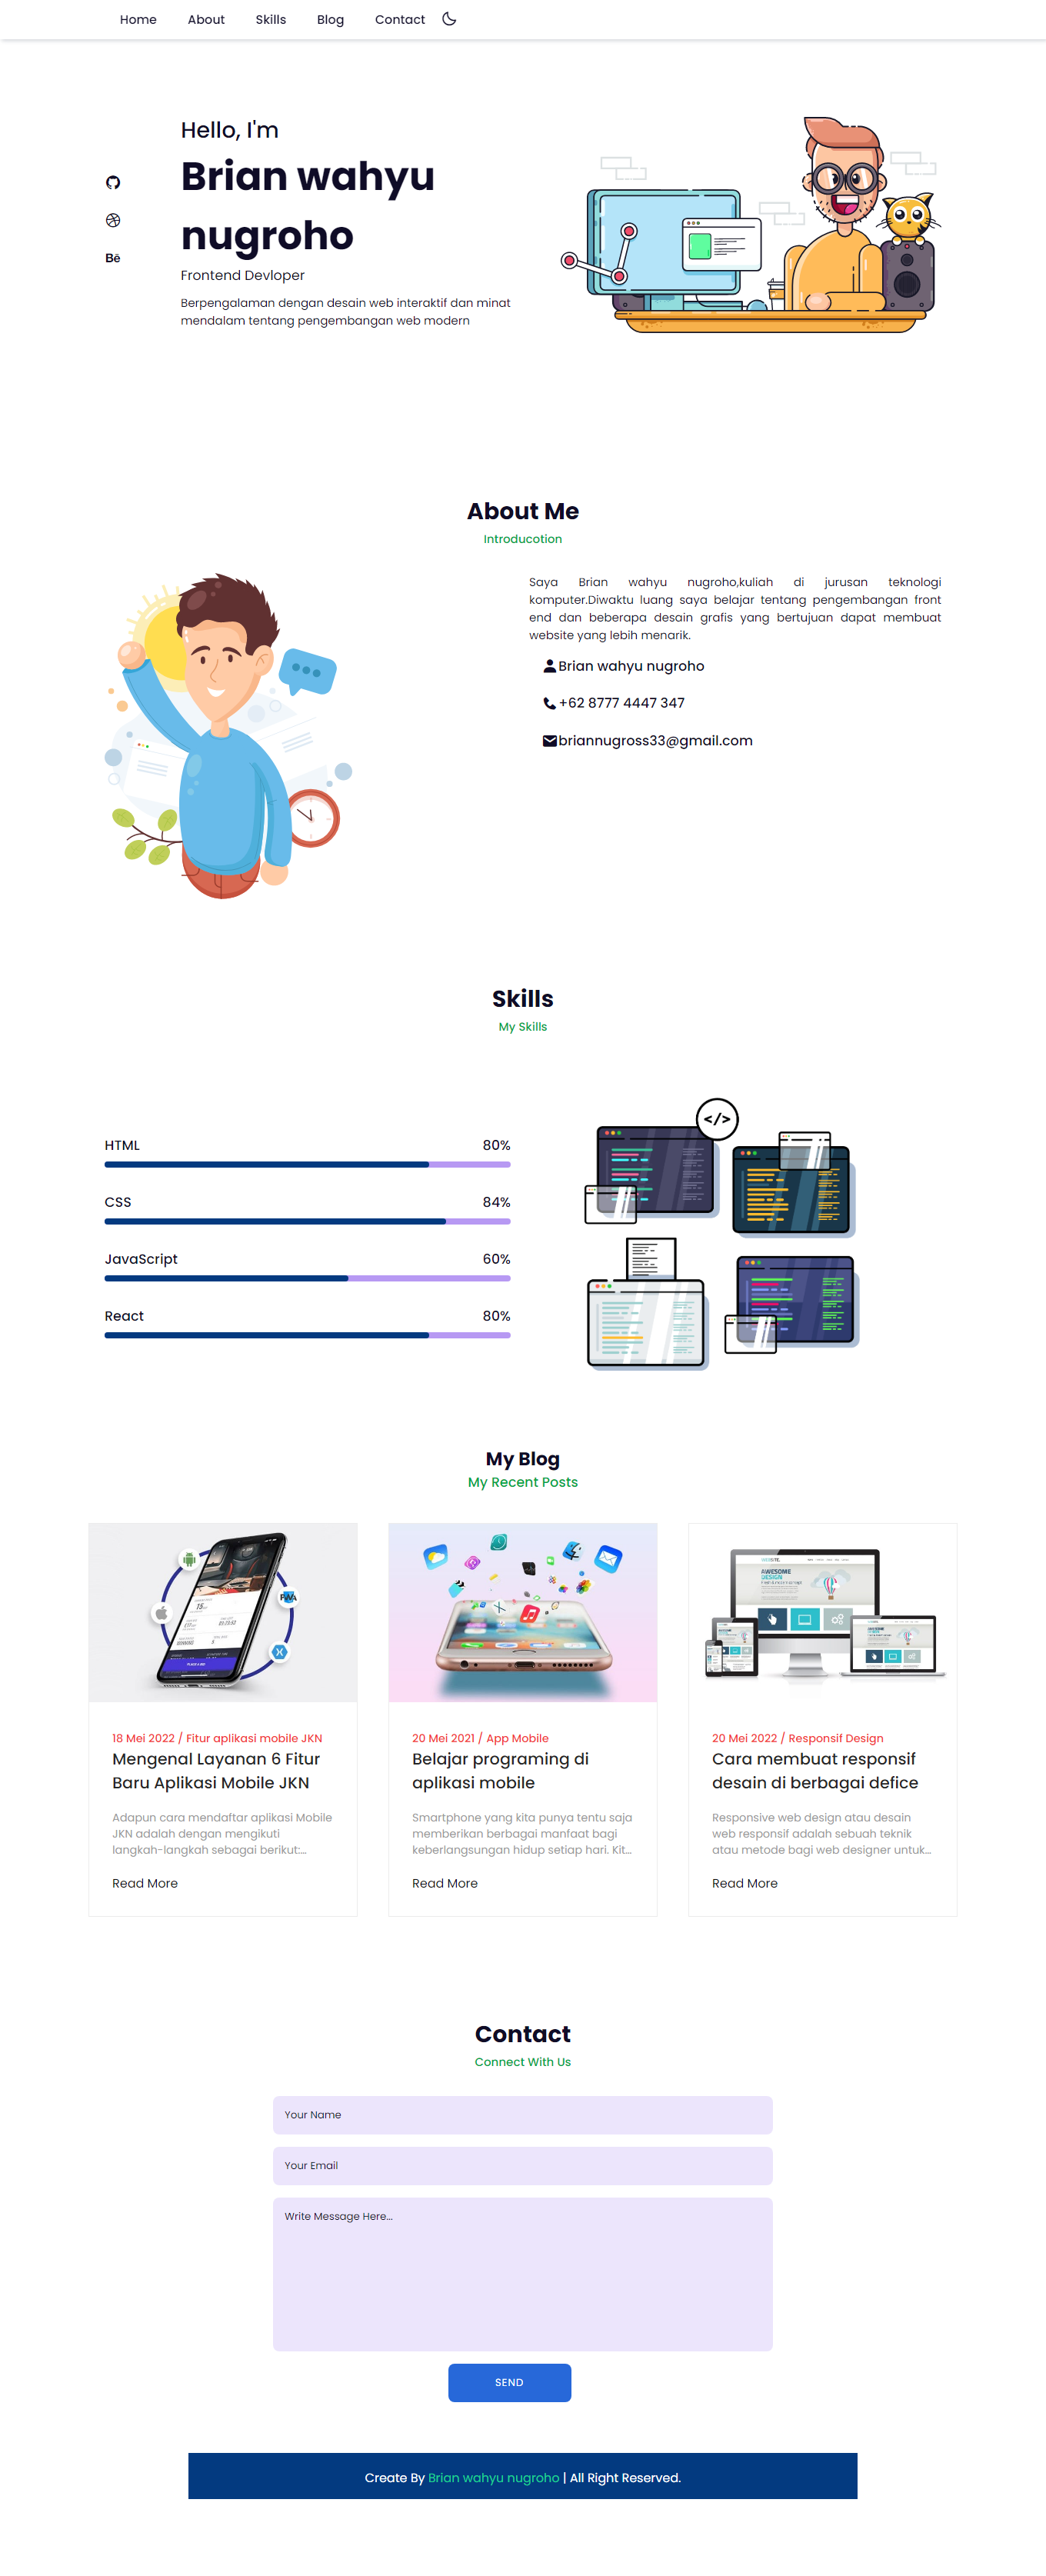 Home About Skills Blog Contact
Hello, I'm
Brian wahyu
nugroho
Bē
Frontend Devloper
Berpengalaman dengan desain web interaktif dan minat
mendalam tentang pengembangan web modern
About Me
Introducotion
Saya Brian wahyu nugroho,kuliah di jurusan teknologi
komputer.Diwaktu luang saya belajar tentang pengembangan front
end dan beberapa desain grafis yang bertujuan dapat membuat
website yang lebih menarik.
Brian wahyu nugroho
+62 8777 4447 347
briannugross33@gmail.com
Skills
My Skills
HTML 80%
CSS 84%
JavaScript 60%
React 80%
</>
My Blog
My Recent Posts
PWA
AWESOME
DESIGN
18 Mei 2022 / Fitur aplikasi mobile JKN
Mengenal Layanan 6 Fitur
Baru Aplikasi Mobile JKN
Adapun cara mendaftar aplikasi Mobile
JKN adalah dengan mengikuti
langkah-langkah sebagai berikut:...
Read More
20 Mei 2021 / App Mobile
Belajar programing di
aplikasi mobile
Smartphone yang kita punya tentu saja
memberikan berbagai manfaat bagi
keberlangsungan hidup setiap hari. Kit...
Read More
20 Mei 2022 / Responsif Design
Cara membuat responsif
desain di berbagai defice
Responsive web design atau desain
web responsif adalah sebuah teknik
atau metode bagi web designer untuk...
Read More
Contact
Connect With Us
Your Name
Your Email
Write Message Here...
SEND
Create By Brian wahyu nugroho | All Right Reserved.